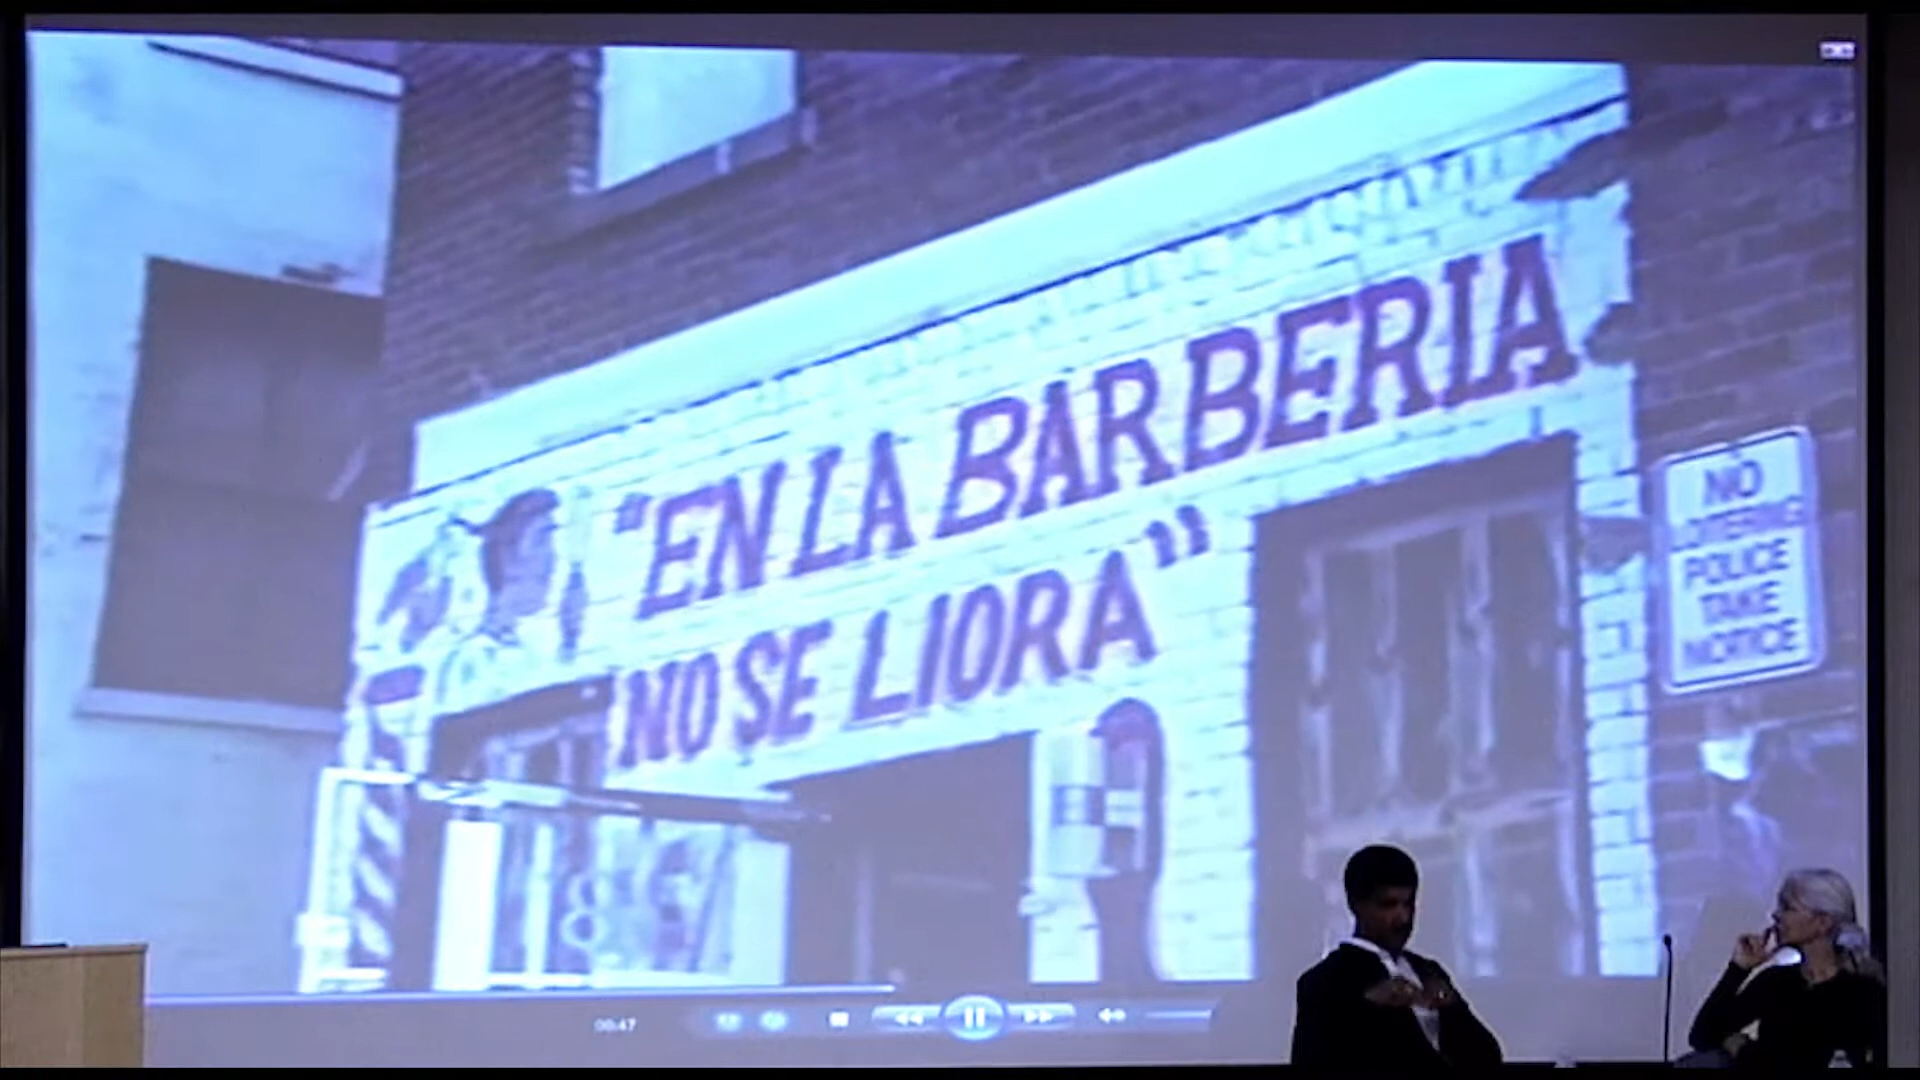 "EN LA BARBERIA
NO SE LIORA"
NO
LOITERING
POLICE
TAKE
NOTICE
00:47